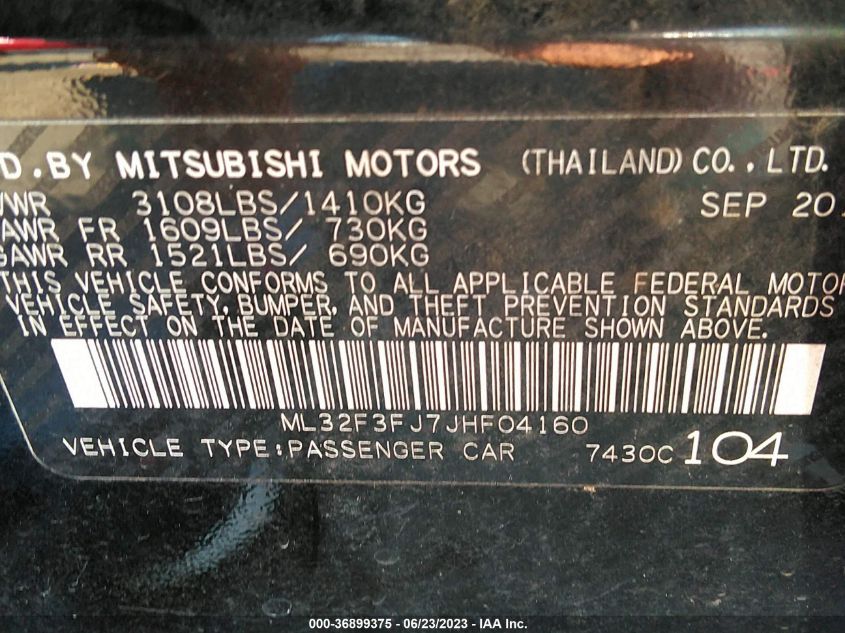 D.BY MITSUBISHI MOTORS (THAILAND) CO., LTD.
VWR 3108LBS/1410KG SEP 20
AWR FR 1609LBS/ 730KG
GAWR RR 1521LBS/ 690KG
THIS VEHICLE CONFORMS TO ALL APPLICABLE FEDERAL MOTOR
VEHICLE SAFETY, BUMPER, AND THEFT PREVENTION STANDARDS
IN EFFECT ON THE DATE OF MANUFACTURE SHOWN ABOVE.
ML32F3FJ7JHF04160
VEHICLE TYPE:PASSENGER CAR 7430C 104
000-36899375 - 06/23/2023 - IAA Inc.